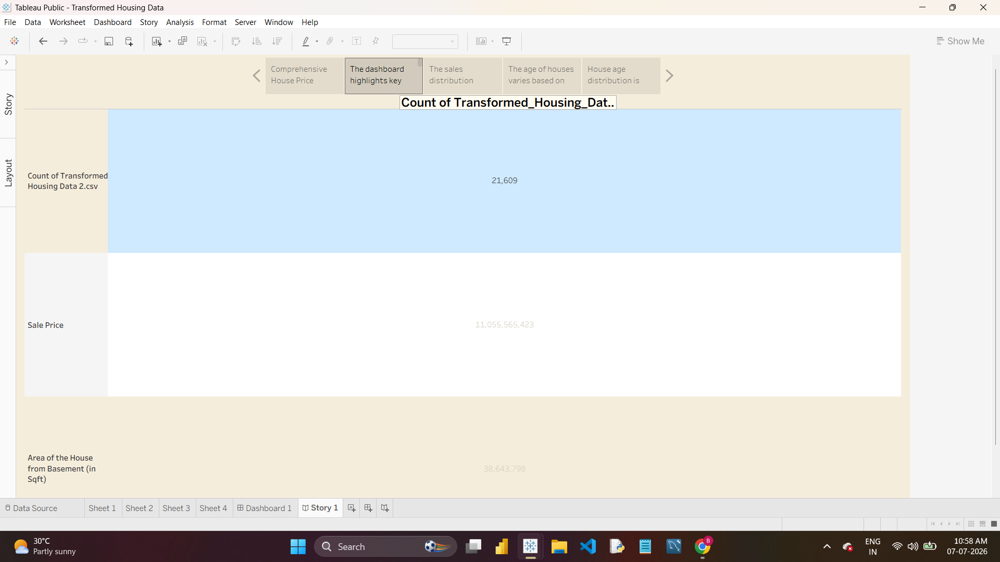 Tableau Public - Transformed Housing Data
File Data Worksheet Dashboard Story Analysis Format Server Window Help
Show Me
Story
Layout
Comprehensive
House Price
The dashboard
highlights key
The sales
distribution
The age of houses
varies based on
House age
distribution is
Count of Transformed_Housing_Dat..
Count of Transformed
Housing Data 2.csv
21,609
Sale Price
11,055,565,423
Area of the House
from Basement (in
Sqft)
38,643,798
Data Source Sheet 1 Sheet 2 Sheet 3 Sheet 4 Dashboard 1 Story 1
30°C
Partly sunny
Search
B
ENG
IN
10:58 AM
07-07-2026